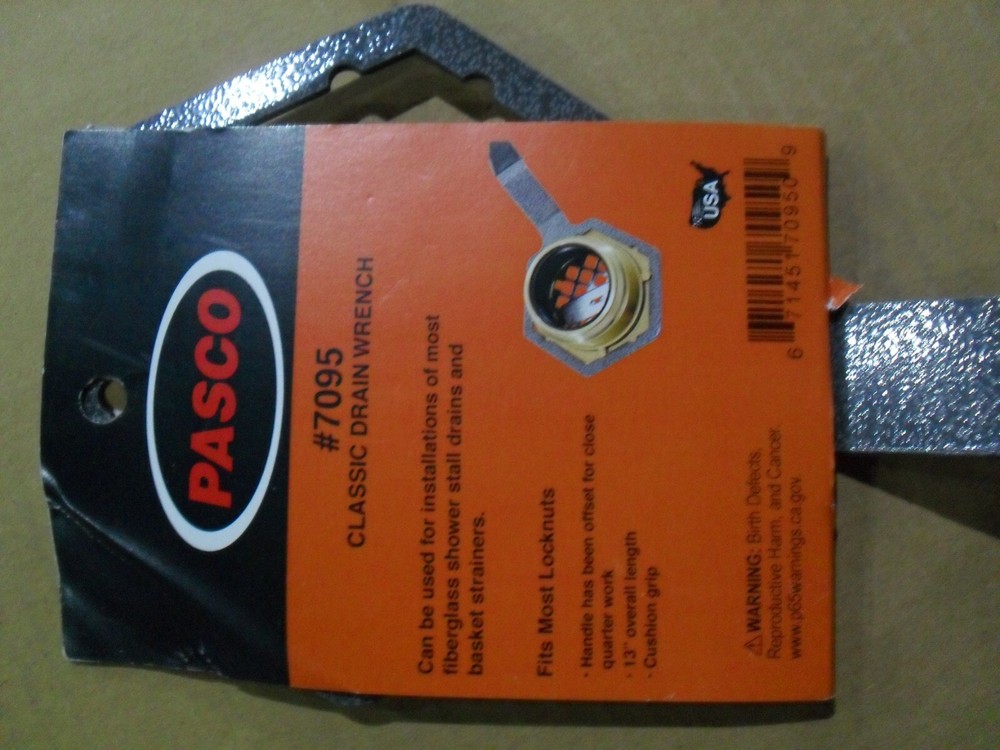 PASCO
#7095
CLASSIC DRAIN WRENCH
Can be used for installations of most
fiberglass shower stall drains and
basket strainers.
Fits Most Locknuts
· Handle has been offset for close
quarter work
· 13" overall length
· Cushion grip
USA
6 71451 70950 9
⚠ WARNING: Birth Defects,
Reproductive Harm, and Cancer.
www.p65warnings.ca.gov.